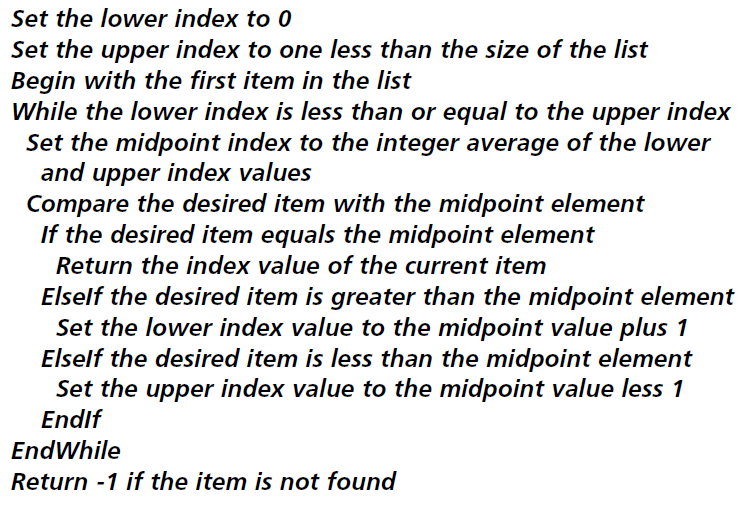 Set the lower index to 0
Set the upper index to one less than the size of the list
Begin with the first item in the list
While the lower index is less than or equal to the upper index
Set the midpoint index to the integer average of the lower
and upper index values
Compare the desired item with the midpoint element
If the desired item equals the midpoint element
Return the index value of the current item
ElseIf the desired item is greater than the midpoint element
Set the lower index value to the midpoint value plus 1
ElseIf the desired item is less than the midpoint element
Set the upper index value to the midpoint value less 1
EndIf
EndWhile
Return -1 if the item is not found